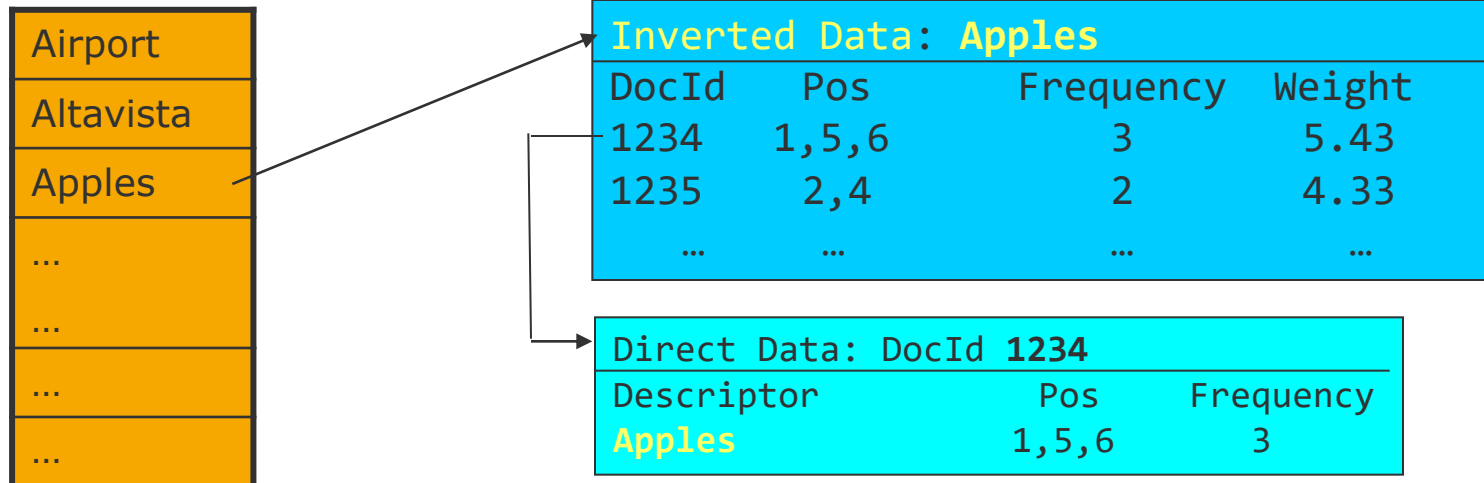 Airport
Altavista
Apples
…
…
…
…
Inverted Data: Apples
DocId Pos Frequency Weight
1234 1,5,6 3 5.43
1235 2,4 2 4.33
… … … …
Direct Data: DocId 1234
Descriptor Pos Frequency
Apples 1,5,6 3